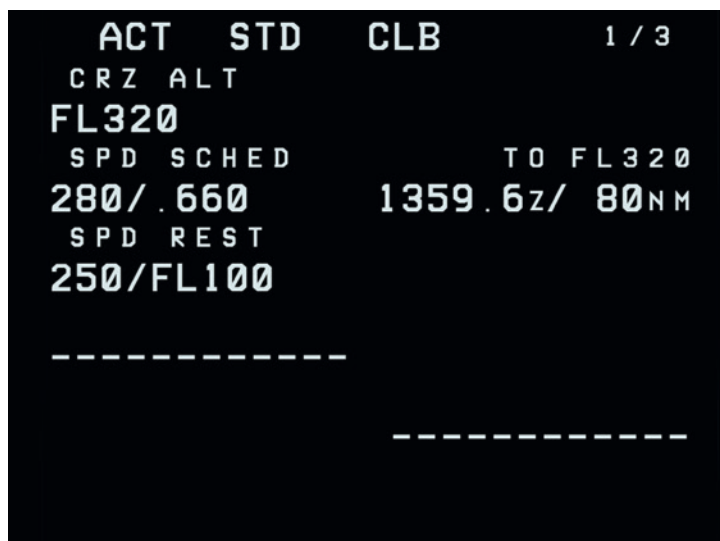 ACT STD CLB 1/3
CRZ ALT
FL320
SPD SCHED TO FL320
280/.660 1359.6Z/ 80NM
SPD REST
250/FL100
------------
------------